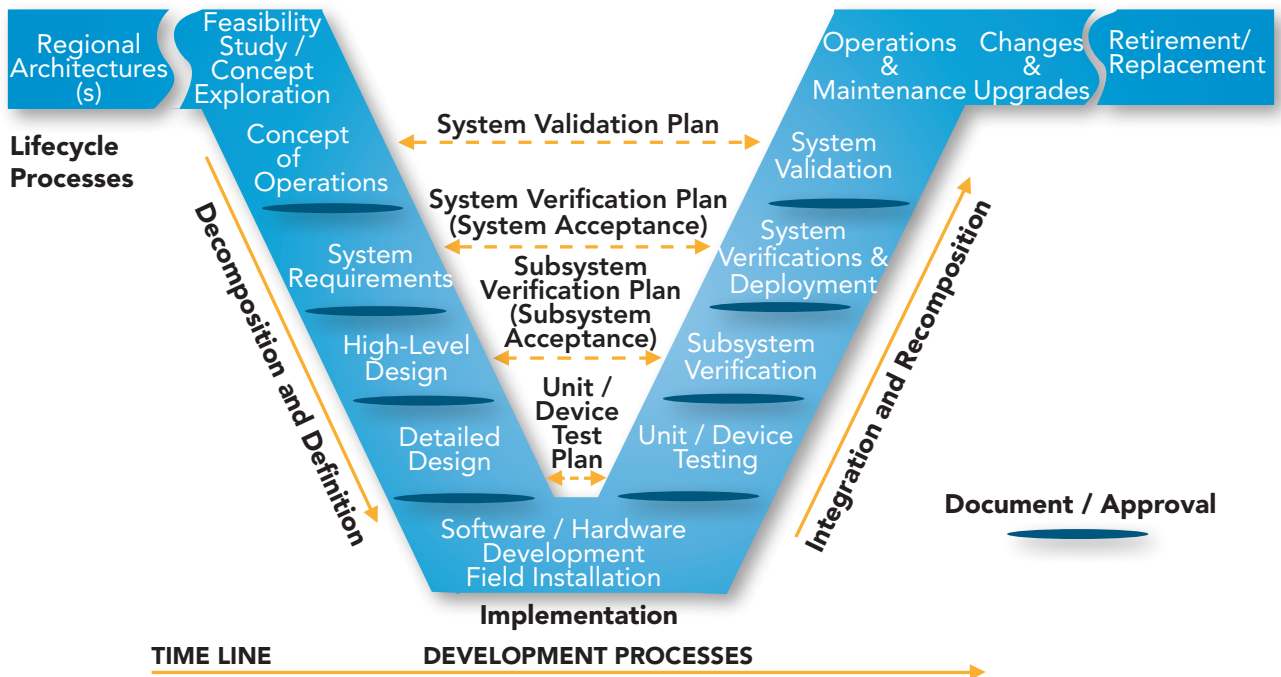 Regional
Architectures
(s)
Feasibility
Study /
Concept
Exploration
Operations
&
Maintenance
Changes
&
Upgrades
Retirement/
Replacement
Lifecycle
Processes
Concept
of
Operations
System Validation Plan
System
Validation
Decomposition and Definition
System Verification Plan
(System Acceptance)
System
Requirements
System
Verifications &
Deployment
Subsystem
Verification Plan
(Subsystem
Acceptance)
High-Level
Design
Subsystem
Verification
Unit /
Device
Test
Plan
Detailed
Design
Unit / Device
Testing
Integration and Recomposition
Document / Approval
Software / Hardware
Development
Field Installation
Implementation
TIME LINE
DEVELOPMENT PROCESSES